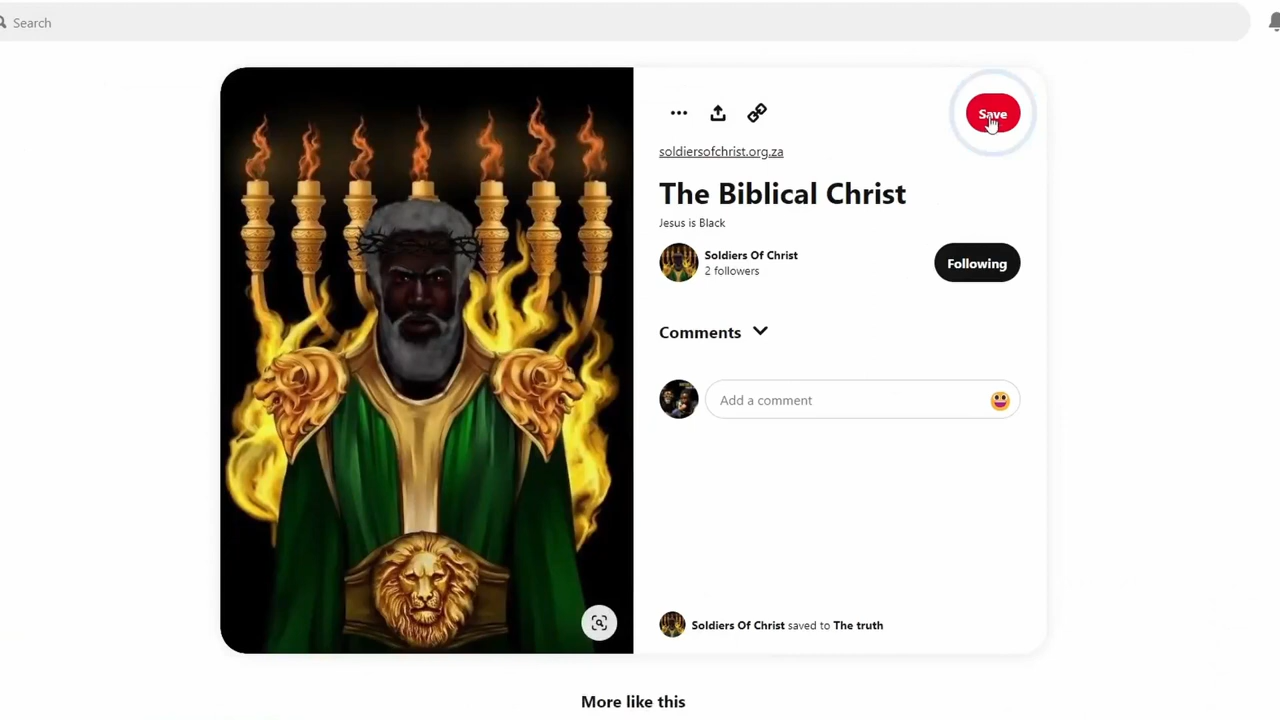 Search
Save
soldiersofchrist.org.za
The Biblical Christ
Jesus is Black
Soldiers Of Christ
2 followers
Following
Comments
Add a comment
Soldiers Of Christ saved to The truth
More like this